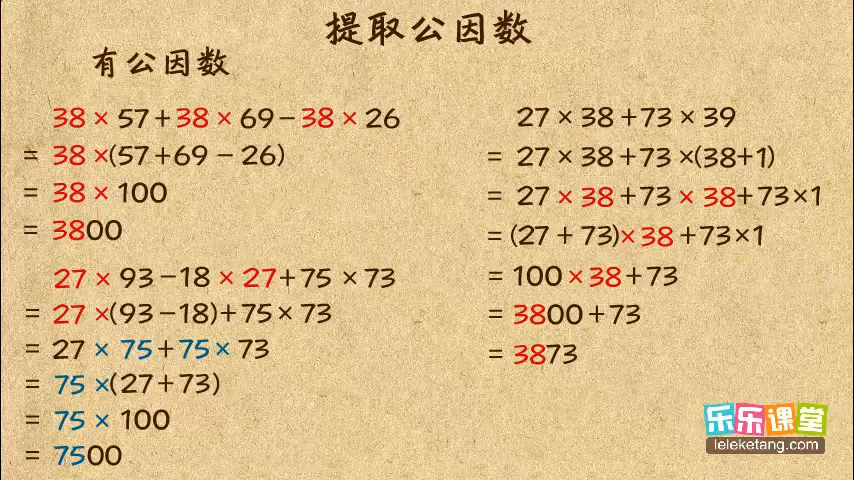 提取公因数
有公因数
38 × 57+38 × 69－38 × 26
= 38 ×(57+69 － 26)
= 38 × 100
= 3800
27 × 93－18 × 27+75 × 73
= 27 ×(93－18)+75× 73
= 27 × 75+75× 73
= 75 ×(27+73)
= 75 × 100
= 7500
27 × 38+73 × 39
= 27 × 38+73 ×(38+1)
= 27 × 38+73 × 38+73×1
= (27 + 73)×38 +73×1
= 100 ×38+73
= 3800+73
= 3873
乐乐课堂
leleketang.com